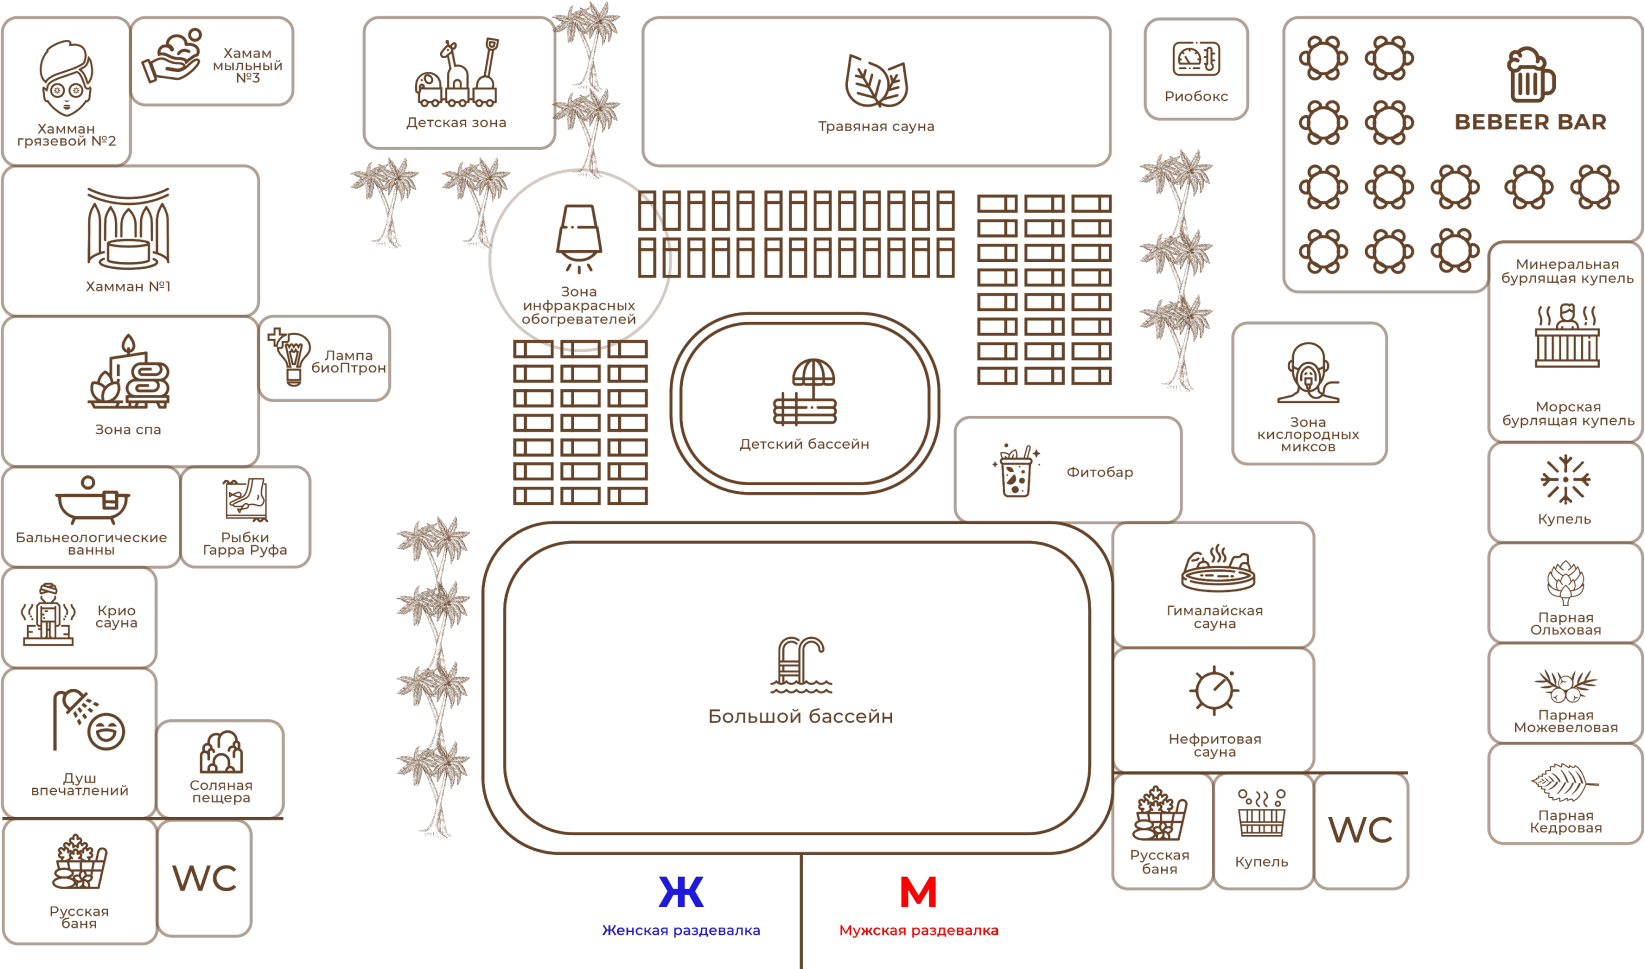 Хамман
грязевой №2
Хамам
мыльный
№3
Детская зона
Травяная сауна
Риобокс
BEBEER BAR
Хамман №1
Зона
инфракрасных
обогревателей
Минеральная
бурлящая купель
Морская
бурлящая купель
Зона спа
Лампа
биоПтрон
Детский бассейн
Фитобар
Зона
кислородных
миксов
Купель
Бальнеологические
ванны
Рыбки
Гарра Руфа
Крио
сауна
Гималайская
сауна
Парная
Ольховая
Большой бассейн
Нефритовая
сауна
Парная
Можевеловая
Душ
впечатлений
Соляная
пещера
Парная
Кедровая
Русская
баня
WC
Русская
баня
Купель
WC
Ж
Женская раздевалка
М
Мужская раздевалка